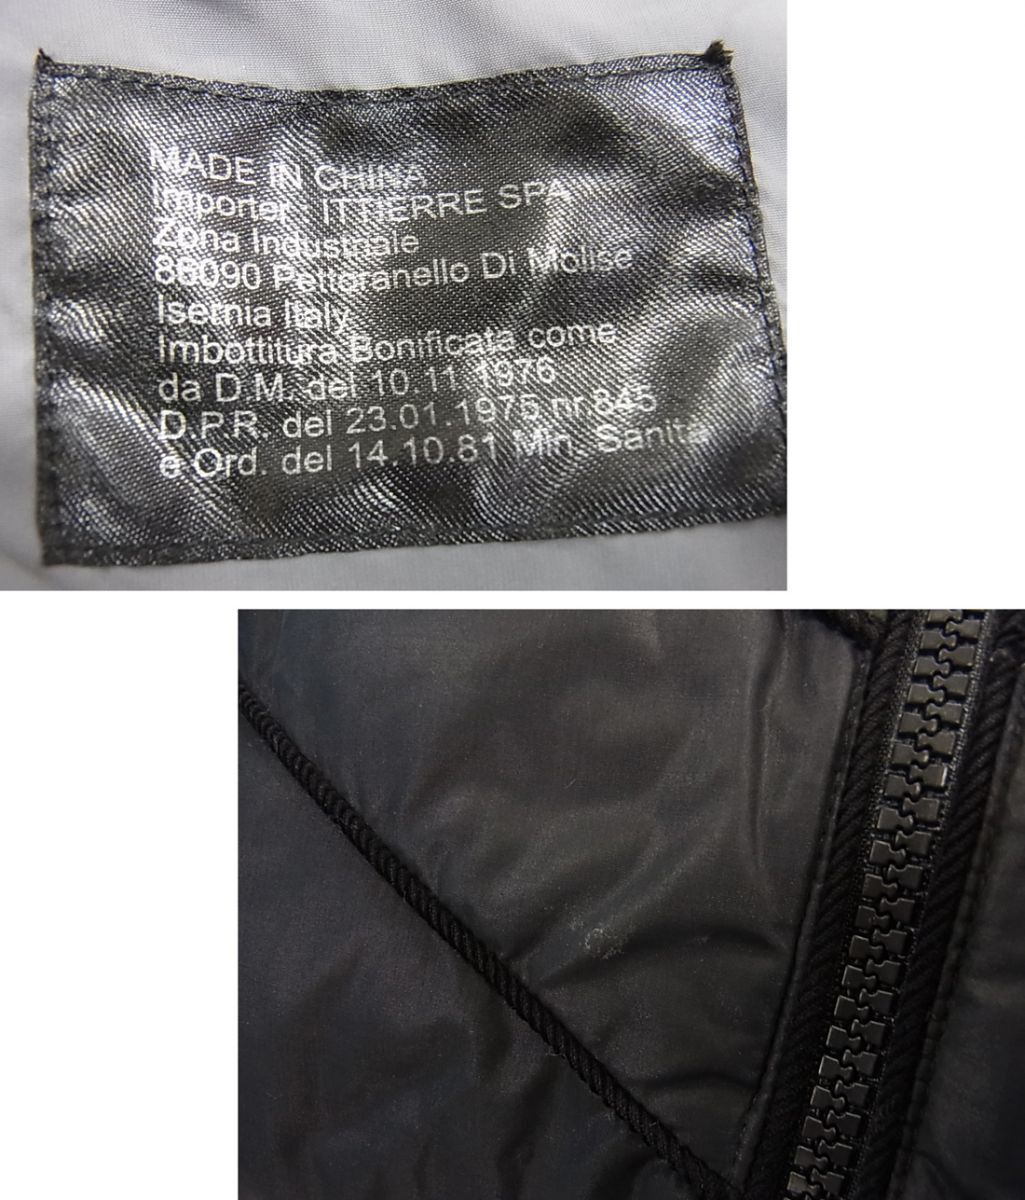 MADE IN CHINA
Importer : ITTIERRE SPA
Zona Industriale
86090 Pettoranello Di Molise
Isernia Italy
Imbottitura Bonificata come
da D.M. del 10.11 1976
D.P.R. del 23.01.1975 nr.845
e Ord. del 14.10.81 Min. Sanita